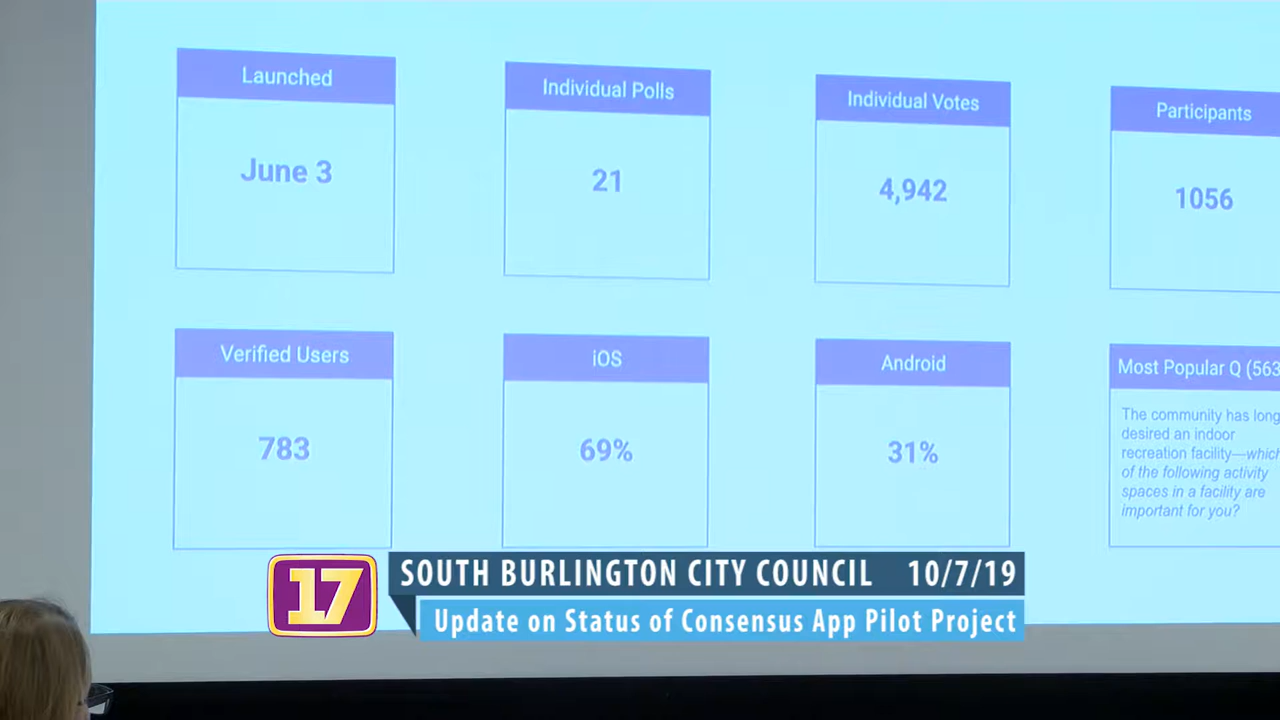 Launched
Individual Polls
Individual Votes
Participants
June 3
21
4,942
1056
Verified Users
iOS
Android
Most Popular Q (563
783
69%
31%
The community has long
desired an indoor
recreation facility—which
of the following activity
spaces in a facility are
important for you?
17
SOUTH BURLINGTON CITY COUNCIL 10/7/19
Update on Status of Consensus App Pilot Project